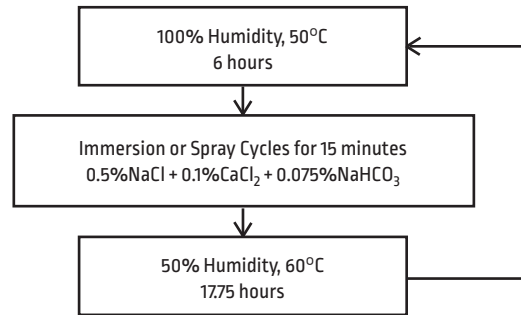 100% Humidity, 50°C
6 hours
Immersion or Spray Cycles for 15 minutes
0.5%NaCl + 0.1%CaCl₂ + 0.075%NaHCO₃
50% Humidity, 60°C
17.75 hours